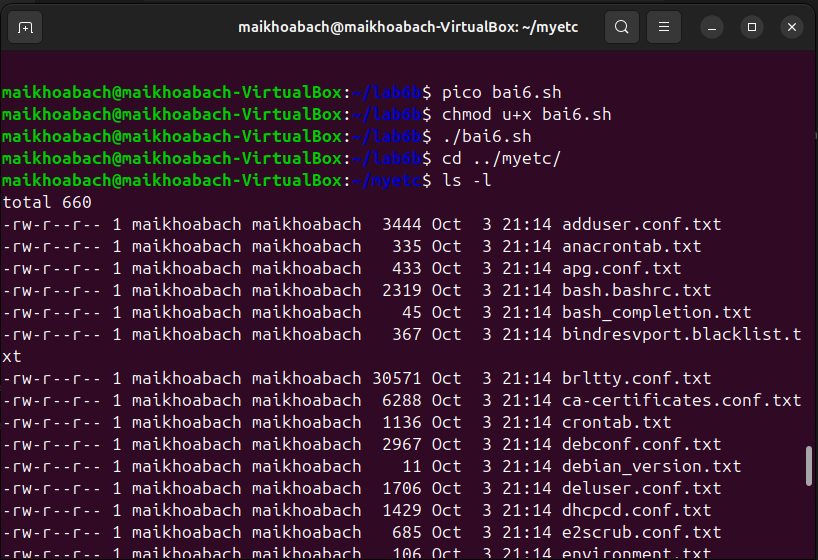 maikhoabach@maikhoabach-VirtualBox: ~/myetc
maikhoabach@maikhoabach-VirtualBox:~/lab6b$ pico bai6.sh
maikhoabach@maikhoabach-VirtualBox:~/lab6b$ chmod u+x bai6.sh
maikhoabach@maikhoabach-VirtualBox:~/lab6b$ ./bai6.sh
maikhoabach@maikhoabach-VirtualBox:~/lab6b$ cd ../myetc/
maikhoabach@maikhoabach-VirtualBox:~/myetc$ ls -l
total 660
-rw-r--r-- 1 maikhoabach maikhoabach  3444 Oct  3 21:14 adduser.conf.txt
-rw-r--r-- 1 maikhoabach maikhoabach   335 Oct  3 21:14 anacrontab.txt
-rw-r--r-- 1 maikhoabach maikhoabach   433 Oct  3 21:14 apg.conf.txt
-rw-r--r-- 1 maikhoabach maikhoabach  2319 Oct  3 21:14 bash.bashrc.txt
-rw-r--r-- 1 maikhoabach maikhoabach    45 Oct  3 21:14 bash_completion.txt
-rw-r--r-- 1 maikhoabach maikhoabach   367 Oct  3 21:14 bindresvport.blacklist.t
xt
-rw-r--r-- 1 maikhoabach maikhoabach 30571 Oct  3 21:14 brltty.conf.txt
-rw-r--r-- 1 maikhoabach maikhoabach  6288 Oct  3 21:14 ca-certificates.conf.txt
-rw-r--r-- 1 maikhoabach maikhoabach  1136 Oct  3 21:14 crontab.txt
-rw-r--r-- 1 maikhoabach maikhoabach  2967 Oct  3 21:14 debconf.conf.txt
-rw-r--r-- 1 maikhoabach maikhoabach    11 Oct  3 21:14 debian_version.txt
-rw-r--r-- 1 maikhoabach maikhoabach  1706 Oct  3 21:14 deluser.conf.txt
-rw-r--r-- 1 maikhoabach maikhoabach  1429 Oct  3 21:14 dhcpcd.conf.txt
-rw-r--r-- 1 maikhoabach maikhoabach   685 Oct  3 21:14 e2scrub.conf.txt
-rw-r--r-- 1 maikhoabach maikhoabach   106 Oct  3 21:14 environment.txt